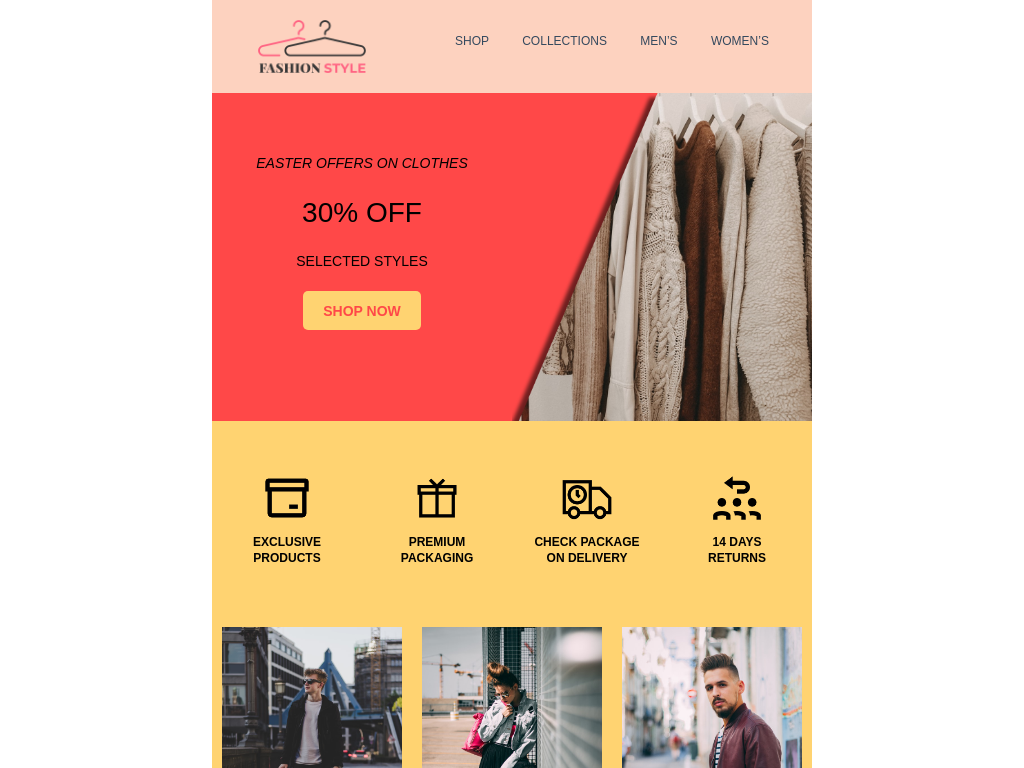 FASHION STYLE
SHOP COLLECTIONS MEN'S WOMEN'S
EASTER OFFERS ON CLOTHES
30% OFF
SELECTED STYLES
SHOP NOW
EXCLUSIVE
PRODUCTS
PREMIUM
PACKAGING
CHECK PACKAGE
ON DELIVERY
14 DAYS
RETURNS